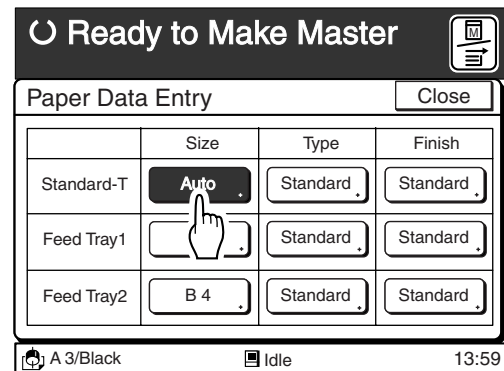 Ready to Make Master
M
Paper Data Entry Close
Size Type Finish
Standard-T Auto Standard Standard
Feed Tray1 Standard Standard
Feed Tray2 B 4 Standard Standard
A 3/Black Idle 13:59